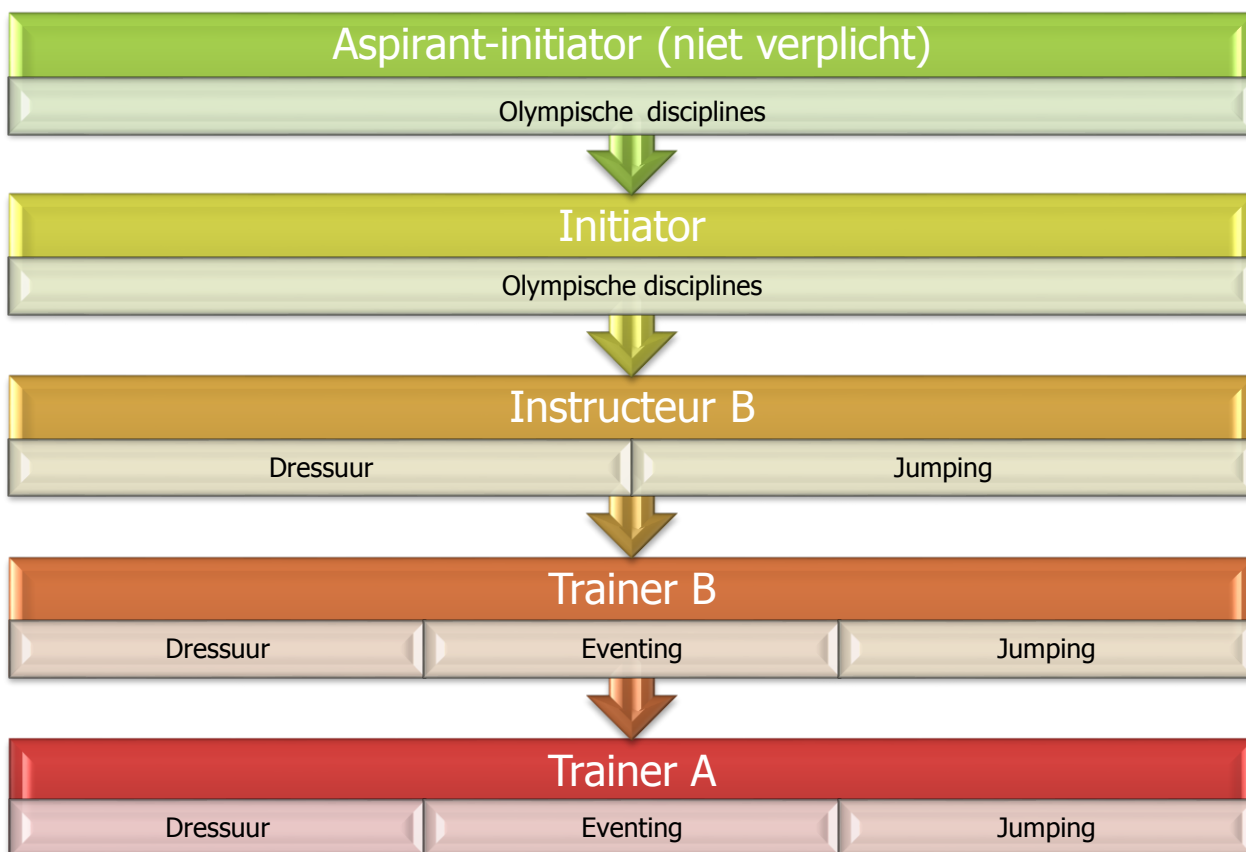 Aspirant-initiator (niet verplicht)
Olympische disciplines
Initiator
Olympische disciplines
Instructeur B
Dressuur
Jumping
Trainer B
Dressuur
Eventing
Jumping
Trainer A
Dressuur
Eventing
Jumping